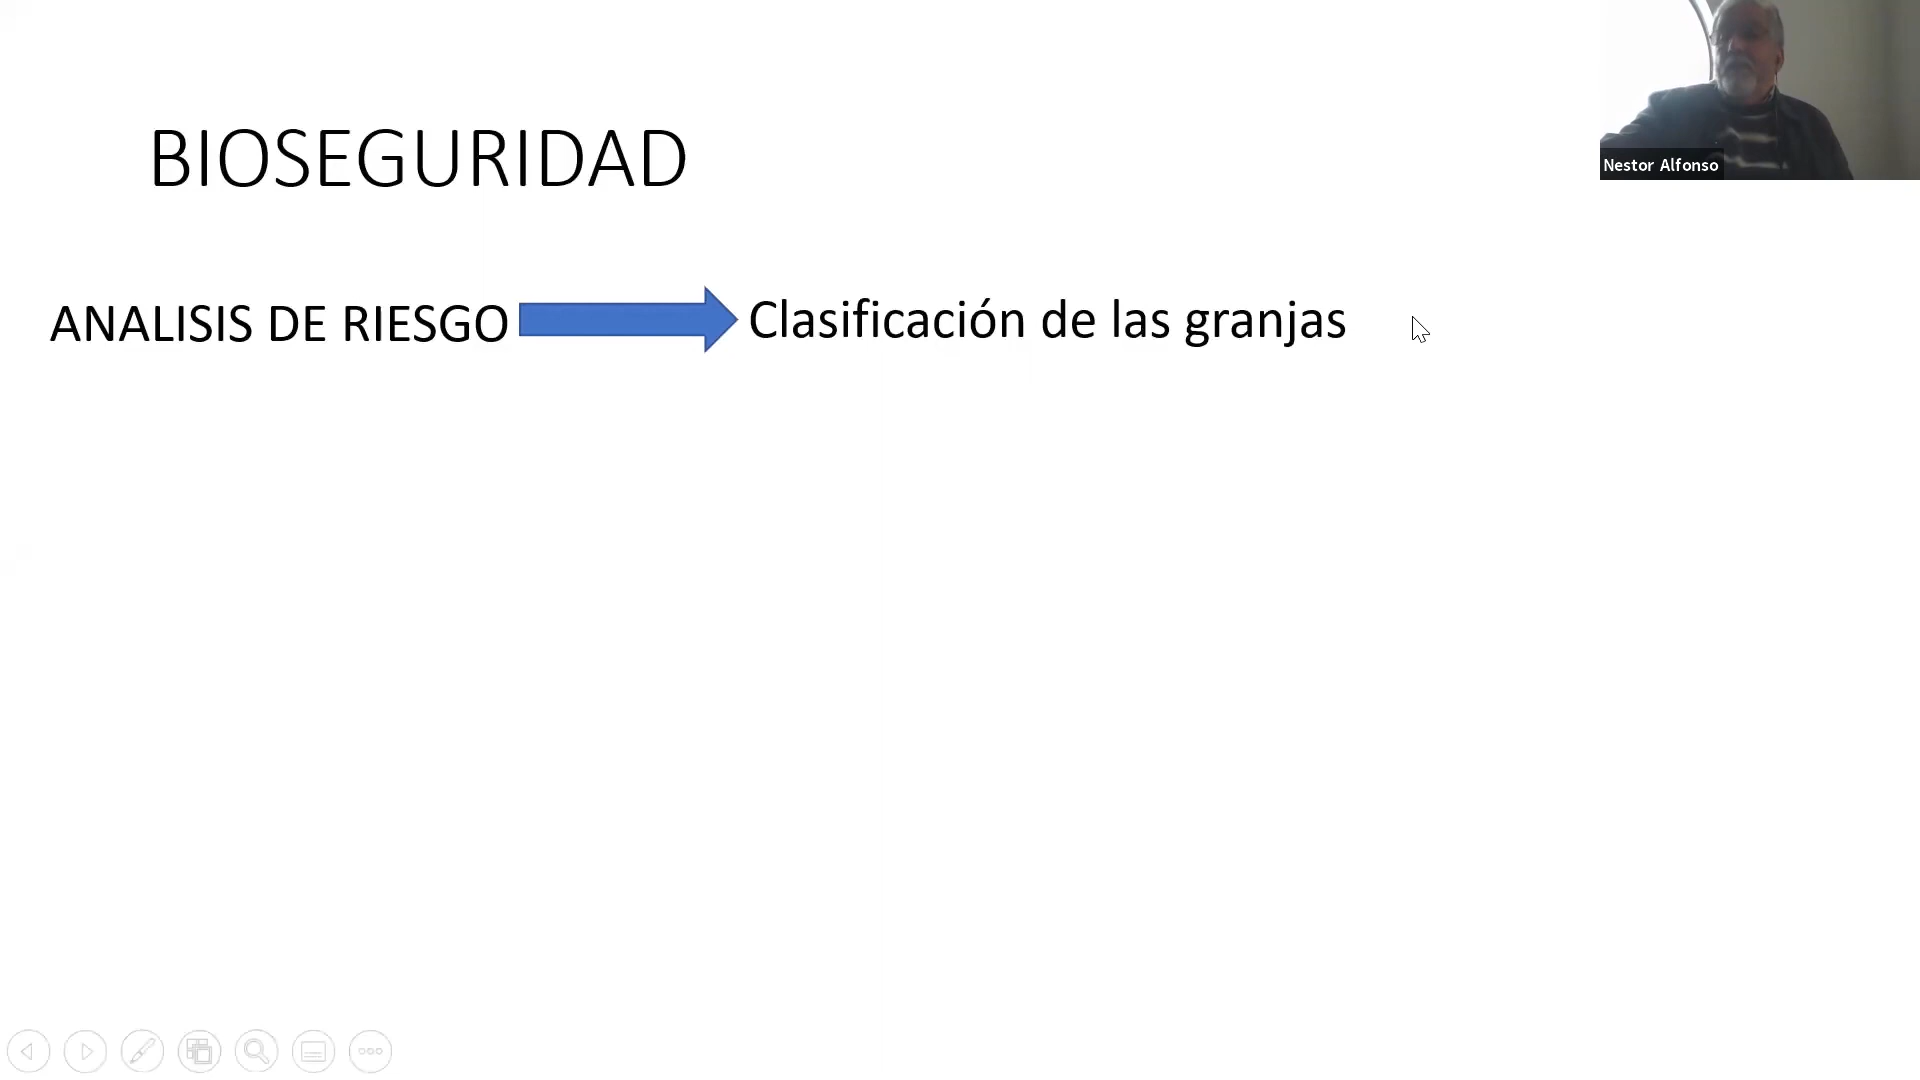 BIOSEGURIDAD
Nestor Alfonso
ANALISIS DE RIESGO
Clasificación de las granjas